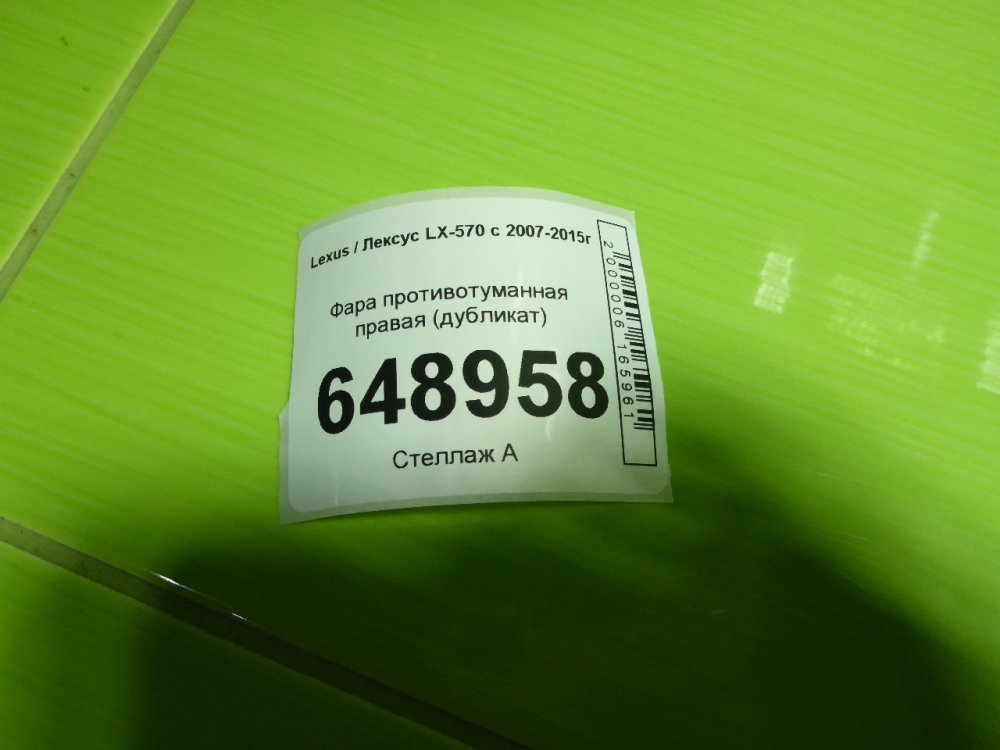 Lexus / Лексус LX-570 с 2007-2015г
Фара противотуманная
правая (дубликат)
648958
Стеллаж А
2000006165961